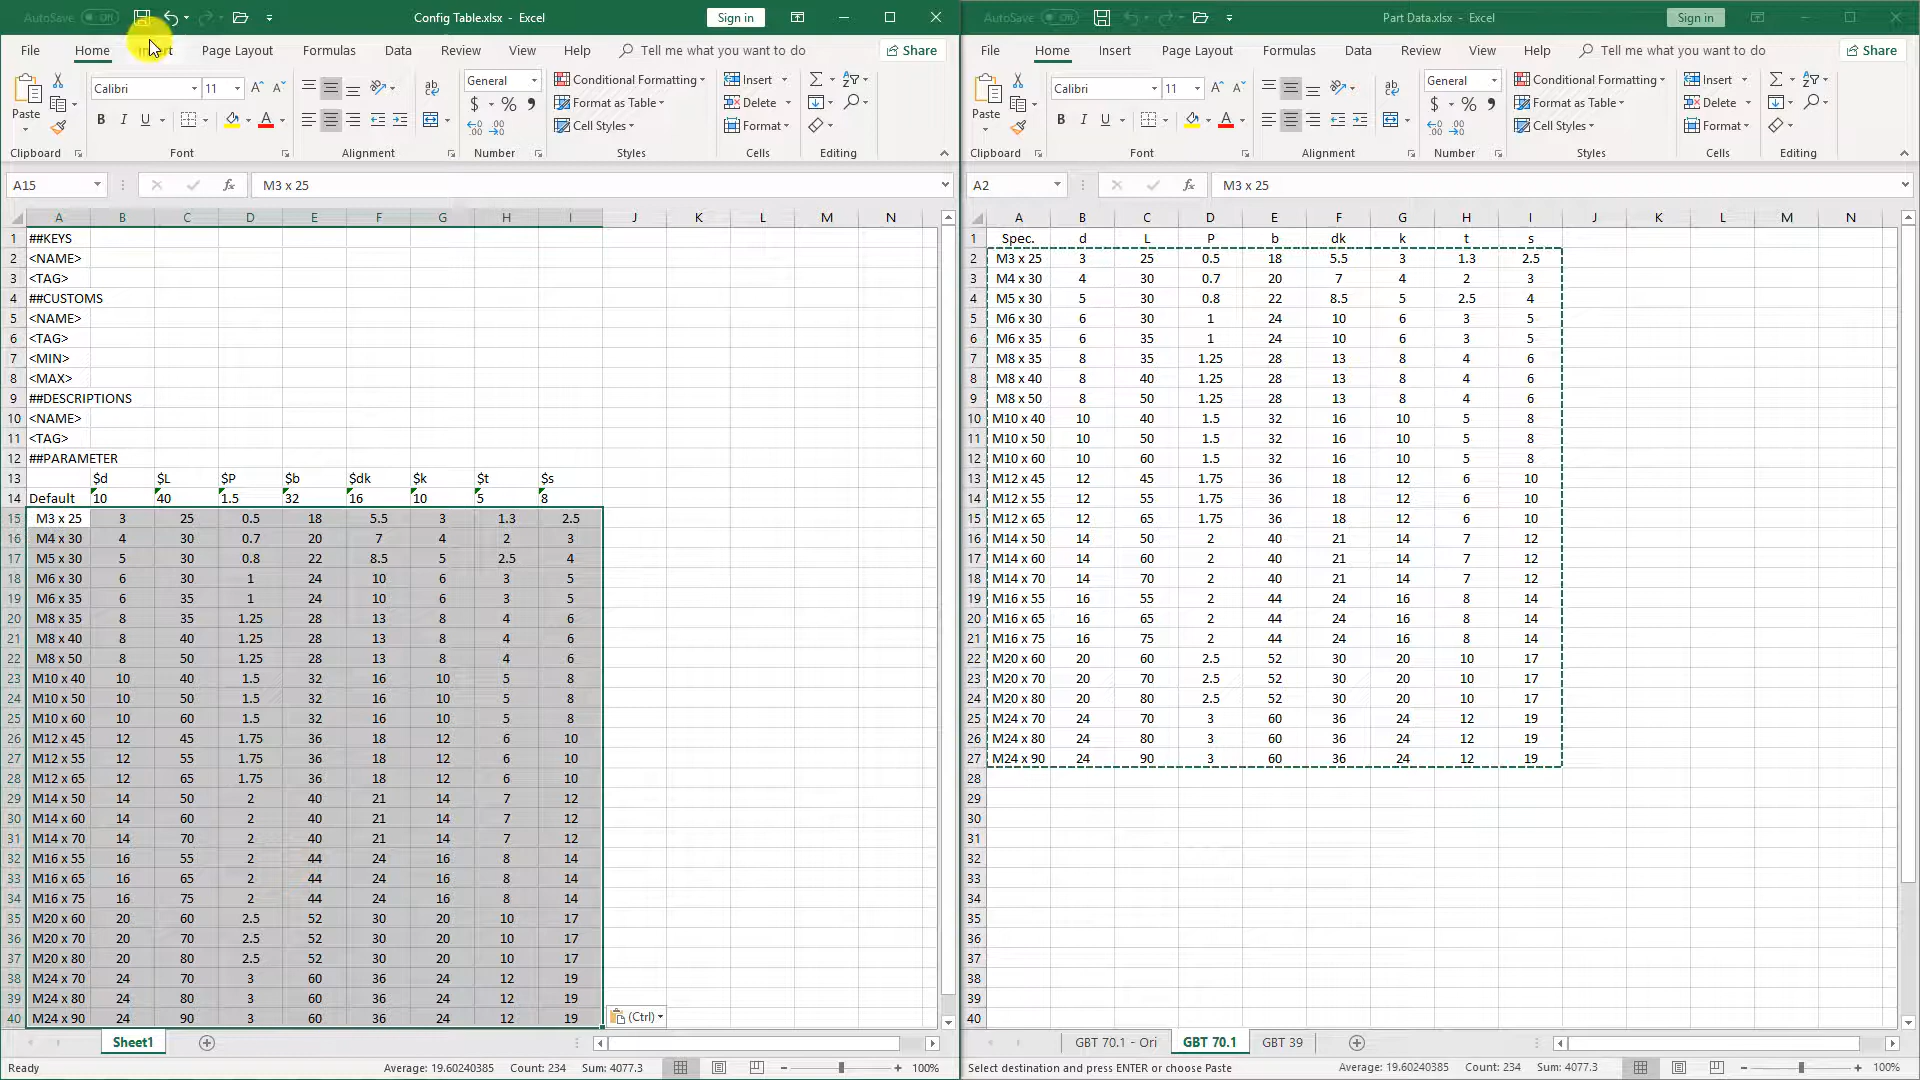 AutoSave Off Config Table.xlsx - Excel Sign in
File Home Insert Page Layout Formulas Data Review View Help Tell me what you want to do Share
Paste Calibri 11 General Conditional Formatting Insert
B I U Format as Table Delete
Cell Styles Format
Clipboard Font Alignment Number Styles Cells Editing
A15 fx M3 x 25
A B C D E F G H I J K L M N
1 ##KEYS
2 <NAME>
3 <TAG>
4 ##CUSTOMS
5 <NAME>
6 <TAG>
7 <MIN>
8 <MAX>
9 ##DESCRIPTIONS
10 <NAME>
11 <TAG>
12 ##PARAMETER
13 $d $L $P $b $dk $k $t $s
14 Default 10 40 1.5 32 16 10 5 8
15 M3 x 25 3 25 0.5 18 5.5 3 1.3 2.5
16 M4 x 30 4 30 0.7 20 7 4 2 3
17 M5 x 30 5 30 0.8 22 8.5 5 2.5 4
18 M6 x 30 6 30 1 24 10 6 3 5
19 M6 x 35 6 35 1 24 10 6 3 5
20 M8 x 35 8 35 1.25 28 13 8 4 6
21 M8 x 40 8 40 1.25 28 13 8 4 6
22 M8 x 50 8 50 1.25 28 13 8 4 6
23 M10 x 40 10 40 1.5 32 16 10 5 8
24 M10 x 50 10 50 1.5 32 16 10 5 8
25 M10 x 60 10 60 1.5 32 16 10 5 8
26 M12 x 45 12 45 1.75 36 18 12 6 10
27 M12 x 55 12 55 1.75 36 18 12 6 10
28 M12 x 65 12 65 1.75 36 18 12 6 10
29 M14 x 50 14 50 2 40 21 14 7 12
30 M14 x 60 14 60 2 40 21 14 7 12
31 M14 x 70 14 70 2 40 21 14 7 12
32 M16 x 55 16 55 2 44 24 16 8 14
33 M16 x 65 16 65 2 44 24 16 8 14
34 M16 x 75 16 75 2 44 24 16 8 14
35 M20 x 60 20 60 2.5 52 30 20 10 17
36 M20 x 70 20 70 2.5 52 30 20 10 17
37 M20 x 80 20 80 2.5 52 30 20 10 17
38 M24 x 70 24 70 3 60 36 24 12 19
39 M24 x 80 24 80 3 60 36 24 12 19
40 M24 x 90 24 90 3 60 36 24 12 19
(Ctrl)
Sheet1
Ready Average: 19.60240385 Count: 234 Sum: 4077.3 100%
AutoSave Off Part Data.xlsx - Excel Sign in
File Home Insert Page Layout Formulas Data Review View Help Tell me what you want to do Share
Paste Calibri 11 General Conditional Formatting Insert
B I U Format as Table Delete
Cell Styles Format
Clipboard Font Alignment Number Styles Cells Editing
A2 fx M3 x 25
A B C D E F G H I J K L M N
1 Spec. d L P b dk k t s
2 M3 x 25 3 25 0.5 18 5.5 3 1.3 2.5
3 M4 x 30 4 30 0.7 20 7 4 2 3
4 M5 x 30 5 30 0.8 22 8.5 5 2.5 4
5 M6 x 30 6 30 1 24 10 6 3 5
6 M6 x 35 6 35 1 24 10 6 3 5
7 M8 x 35 8 35 1.25 28 13 8 4 6
8 M8 x 40 8 40 1.25 28 13 8 4 6
9 M8 x 50 8 50 1.25 28 13 8 4 6
10 M10 x 40 10 40 1.5 32 16 10 5 8
11 M10 x 50 10 50 1.5 32 16 10 5 8
12 M10 x 60 10 60 1.5 32 16 10 5 8
13 M12 x 45 12 45 1.75 36 18 12 6 10
14 M12 x 55 12 55 1.75 36 18 12 6 10
15 M12 x 65 12 65 1.75 36 18 12 6 10
16 M14 x 50 14 50 2 40 21 14 7 12
17 M14 x 60 14 60 2 40 21 14 7 12
18 M14 x 70 14 70 2 40 21 14 7 12
19 M16 x 55 16 55 2 44 24 16 8 14
20 M16 x 65 16 65 2 44 24 16 8 14
21 M16 x 75 16 75 2 44 24 16 8 14
22 M20 x 60 20 60 2.5 52 30 20 10 17
23 M20 x 70 20 70 2.5 52 30 20 10 17
24 M20 x 80 20 80 2.5 52 30 20 10 17
25 M24 x 70 24 70 3 60 36 24 12 19
26 M24 x 80 24 80 3 60 36 24 12 19
27 M24 x 90 24 90 3 60 36 24 12 19
28
29
30
31
32
33
34
35
36
37
38
39
40
GBT 70.1 - Ori GBT 70.1 GBT 39
Select destination and press ENTER or choose Paste Average: 19.60240385 Count: 234 Sum: 4077.3 100%